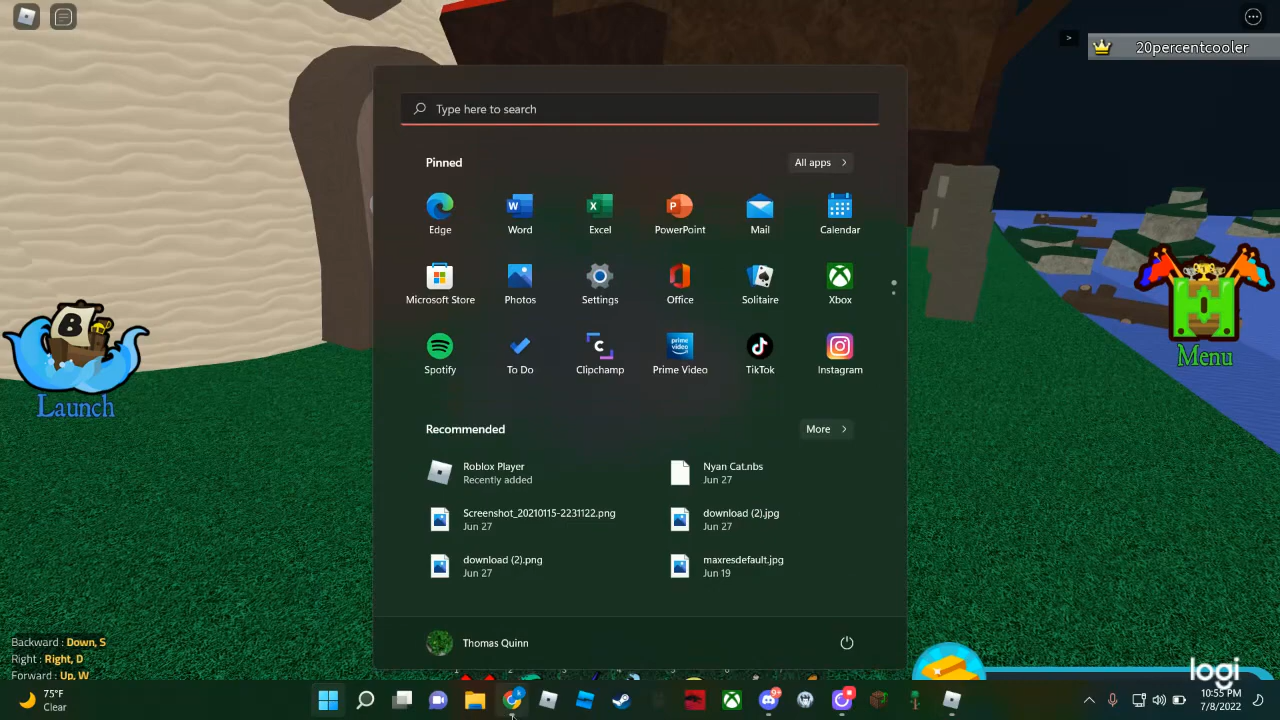 >
20percentcooler
Type here to search
Pinned
All apps >
Edge
Word
Excel
PowerPoint
Mail
Calendar
Microsoft Store
Photos
Settings
Office
Solitaire
Xbox
Spotify
To Do
Clipchamp
Prime Video
TikTok
Instagram
B
Launch
Menu
Recommended
More >
Roblox Player
Recently added
Nyan Cat.nbs
Jun 27
Screenshot_20210115-2231122.png
Jun 27
download (2).jpg
Jun 27
download (2).png
Jun 27
maxresdefault.jpg
Jun 19
Thomas Quinn
Backward : Down, S
Right : Right, D
Forward : Up, W
logi
75°F
Clear
10:55 PM
7/8/2022